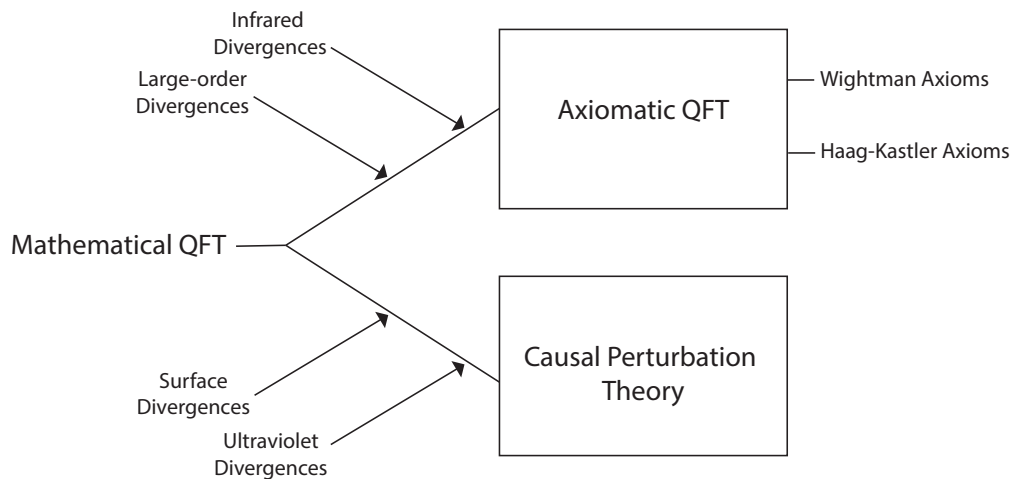 Infrared
Divergences
Large-order
Divergences
Axiomatic QFT
Wightman Axioms
Haag-Kastler Axioms
Mathematical QFT
Causal Perturbation
Theory
Surface
Divergences
Ultraviolet
Divergences